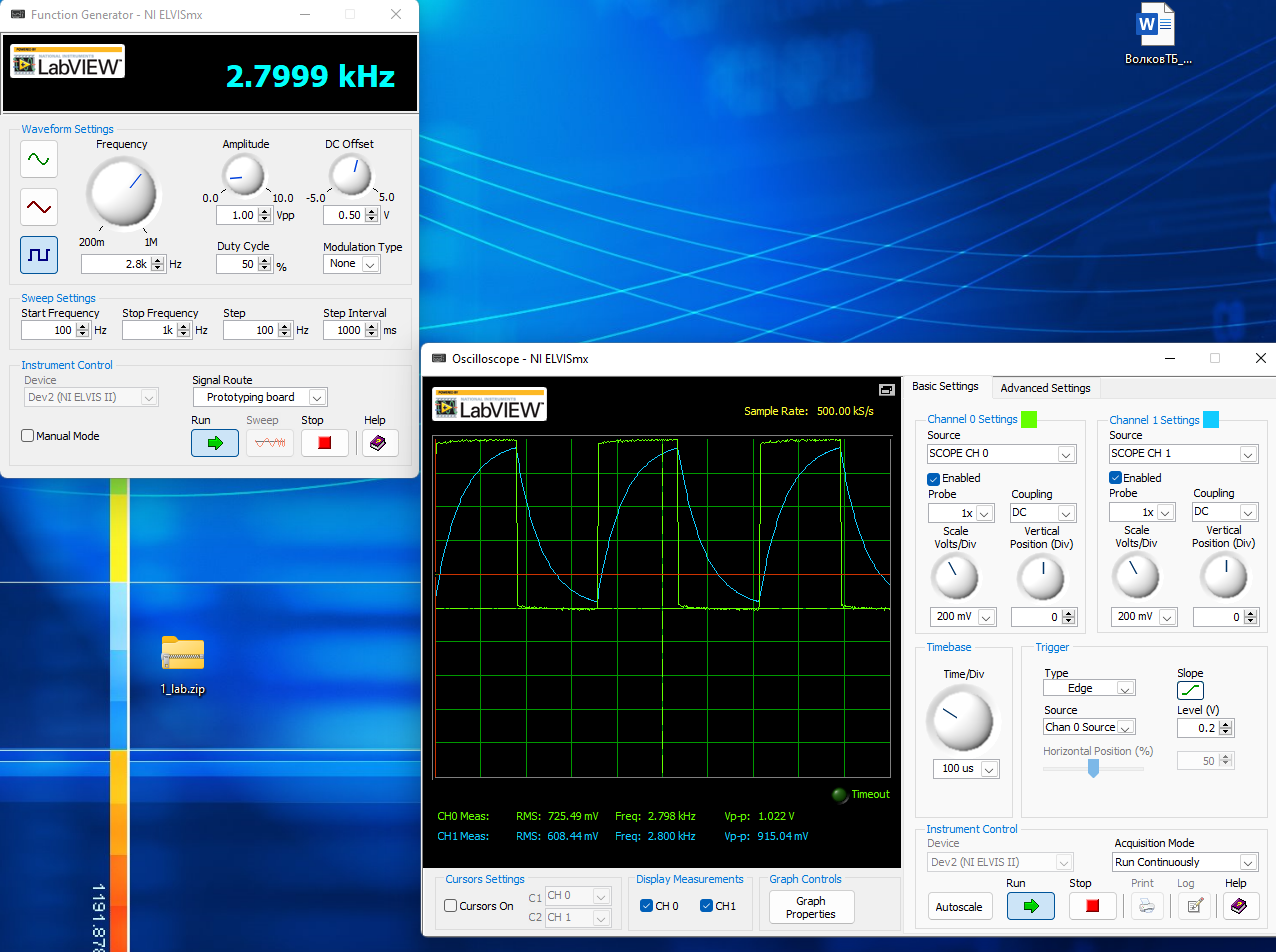 Function Generator - NI ELVISmx
POWERED BY
NATIONAL INSTRUMENTS
LabVIEW™
2.7999 kHz
Waveform Settings
Frequency
Amplitude
DC Offset
0.0
10.0
-5.0
5.0
1.00
Vpp
0.50
V
200m
1M
2.8k
Hz
Duty Cycle
50
%
Modulation Type
None
Sweep Settings
Start Frequency
Stop Frequency
Step
Step Interval
100
Hz
1k
Hz
100
Hz
1000
ms
Instrument Control
Device
Dev2 (NI ELVIS II)
Signal Route
Prototyping board
Manual Mode
Run
Sweep
Stop
Help
W
ВолковТБ_...
1_lab.zip
Oscilloscope - NI ELVISmx
POWERED BY
LabVIEW™
Sample Rate: 500.00 kS/s
Timeout
CH0 Meas: RMS: 725.49 mV Freq: 2.798 kHz Vp-p: 1.022 V
CH1 Meas: RMS: 608.44 mV Freq: 2.800 kHz Vp-p: 915.04 mV
Cursors Settings
Cursors On
C1
CH 0
C2
CH 1
Display Measurements
CH 0
CH1
Graph Controls
Graph
Properties
Basic Settings
Advanced Settings
Channel 0 Settings
Source
SCOPE CH 0
Enabled
Probe
1x
Coupling
DC
Scale
Volts/Div
Vertical
Position (Div)
200 mV
0
Channel 1 Settings
Source
SCOPE CH 1
Enabled
Probe
1x
Coupling
DC
Scale
Volts/Div
Vertical
Position (Div)
200 mV
0
Timebase
Time/Div
100 us
Trigger
Type
Edge
Slope
Source
Chan 0 Source
Level (V)
0.2
Horizontal Position (%)
50
Instrument Control
Device
Dev2 (NI ELVIS II)
Acquisition Mode
Run Continuously
Autoscale
Run
Stop
Print
Log
Help